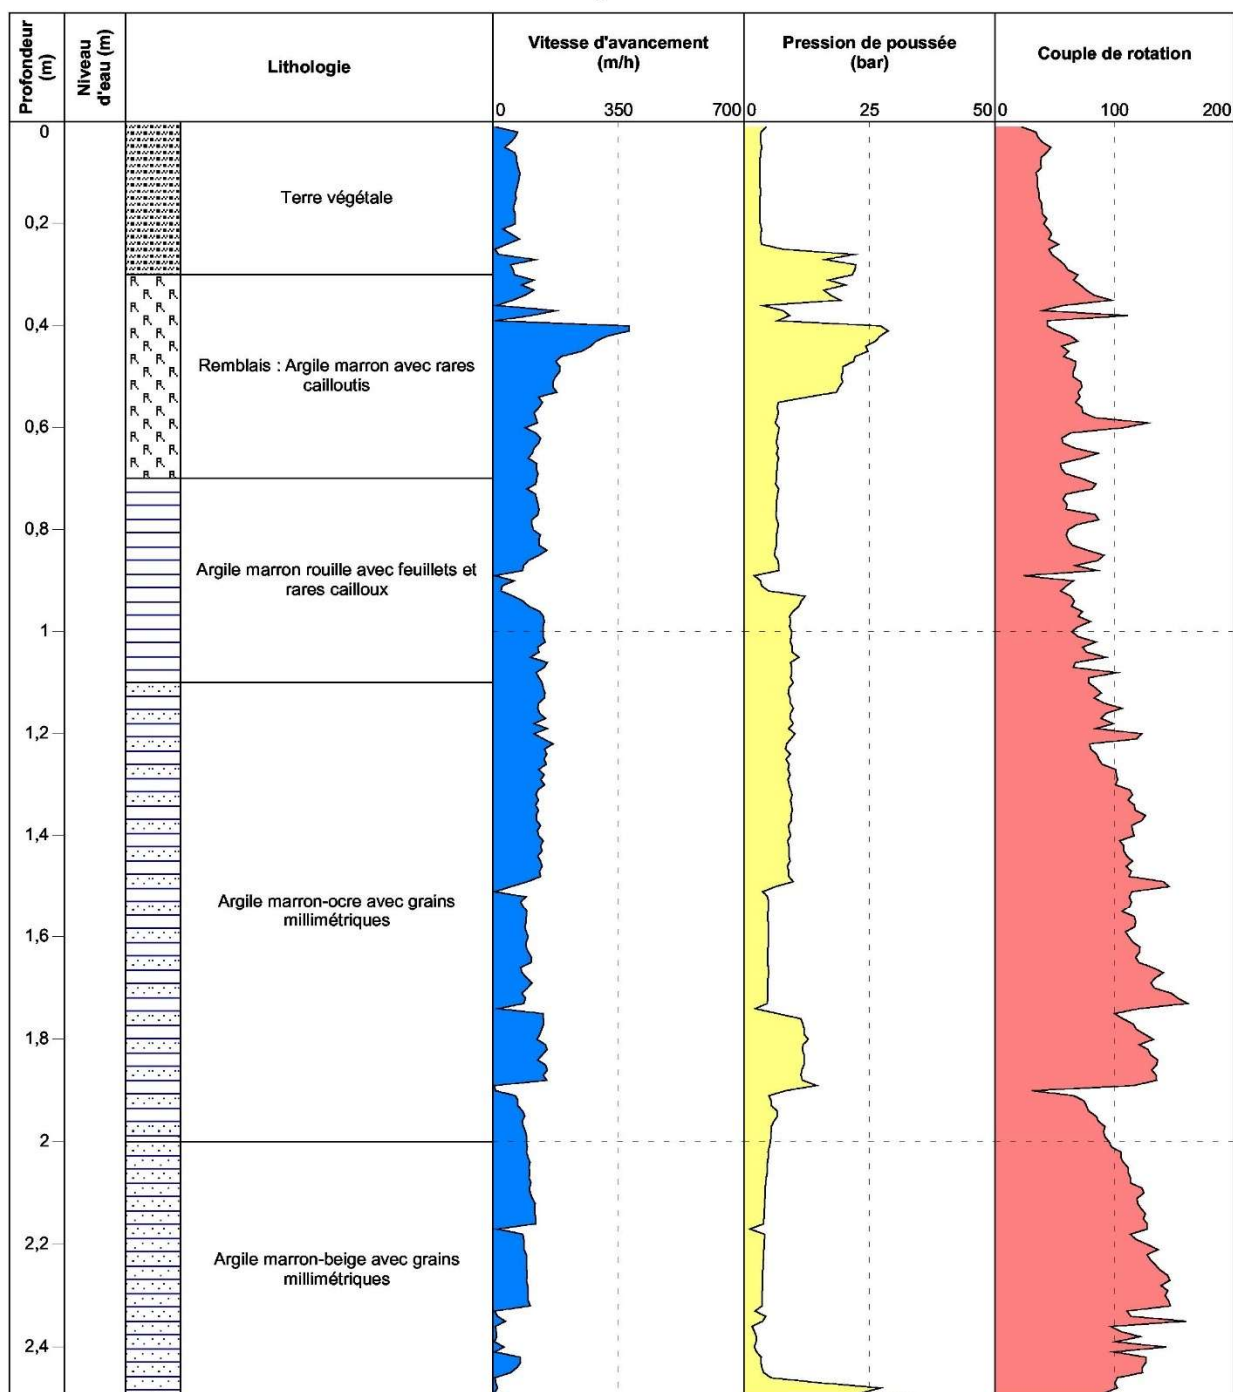 Profondeur
(m)
Niveau
d'eau (m)
Lithologie
Vitesse d'avancement
(m/h)
Pression de poussée
(bar)
Couple de rotation
0 350 700
0 25 50
0 100 200
0
Terre végétale
0,2
0,4
Remblais : Argile marron avec rares
cailloutis
0,6
0,8
Argile marron rouille avec feuillets et
rares cailloux
1
1,2
1,4
Argile marron-ocre avec grains
millimétriques
1,6
1,8
2
2,2
Argile marron-beige avec grains
millimétriques
2,4